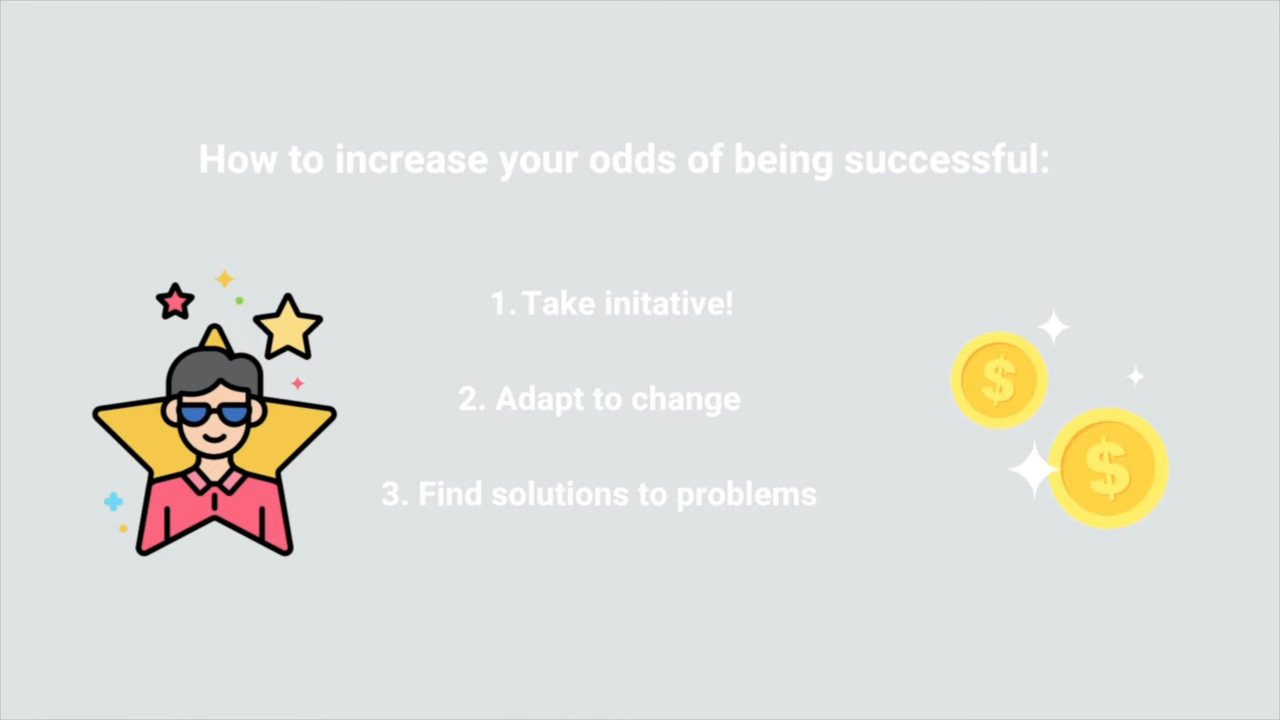 How to increase your odds of being successful:
1. Take initative!
2. Adapt to change
3. Find solutions to problems
$
$